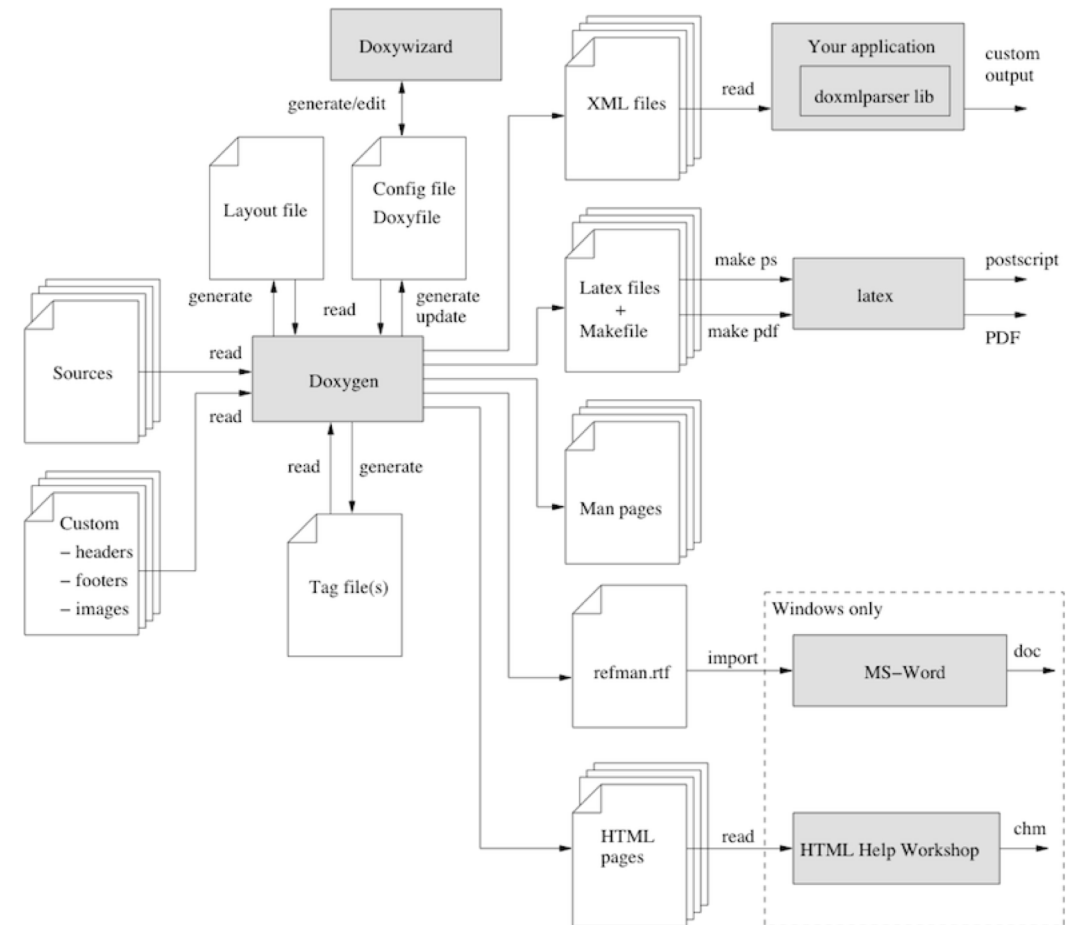 Doxywizard
generate/edit
Layout file
Config file
Doxyfile
generate
read
generate
update
Sources
read
Doxygen
read
Custom
– headers
– footers
– images
read
generate
Tag file(s)
XML files
read
Your application
doxmlparser lib
custom
output
Latex files
+
Makefile
make ps
make pdf
latex
postscript
PDF
Man pages
refman.rtf
import
Windows only
MS–Word
doc
HTML
pages
read
HTML Help Workshop
chm